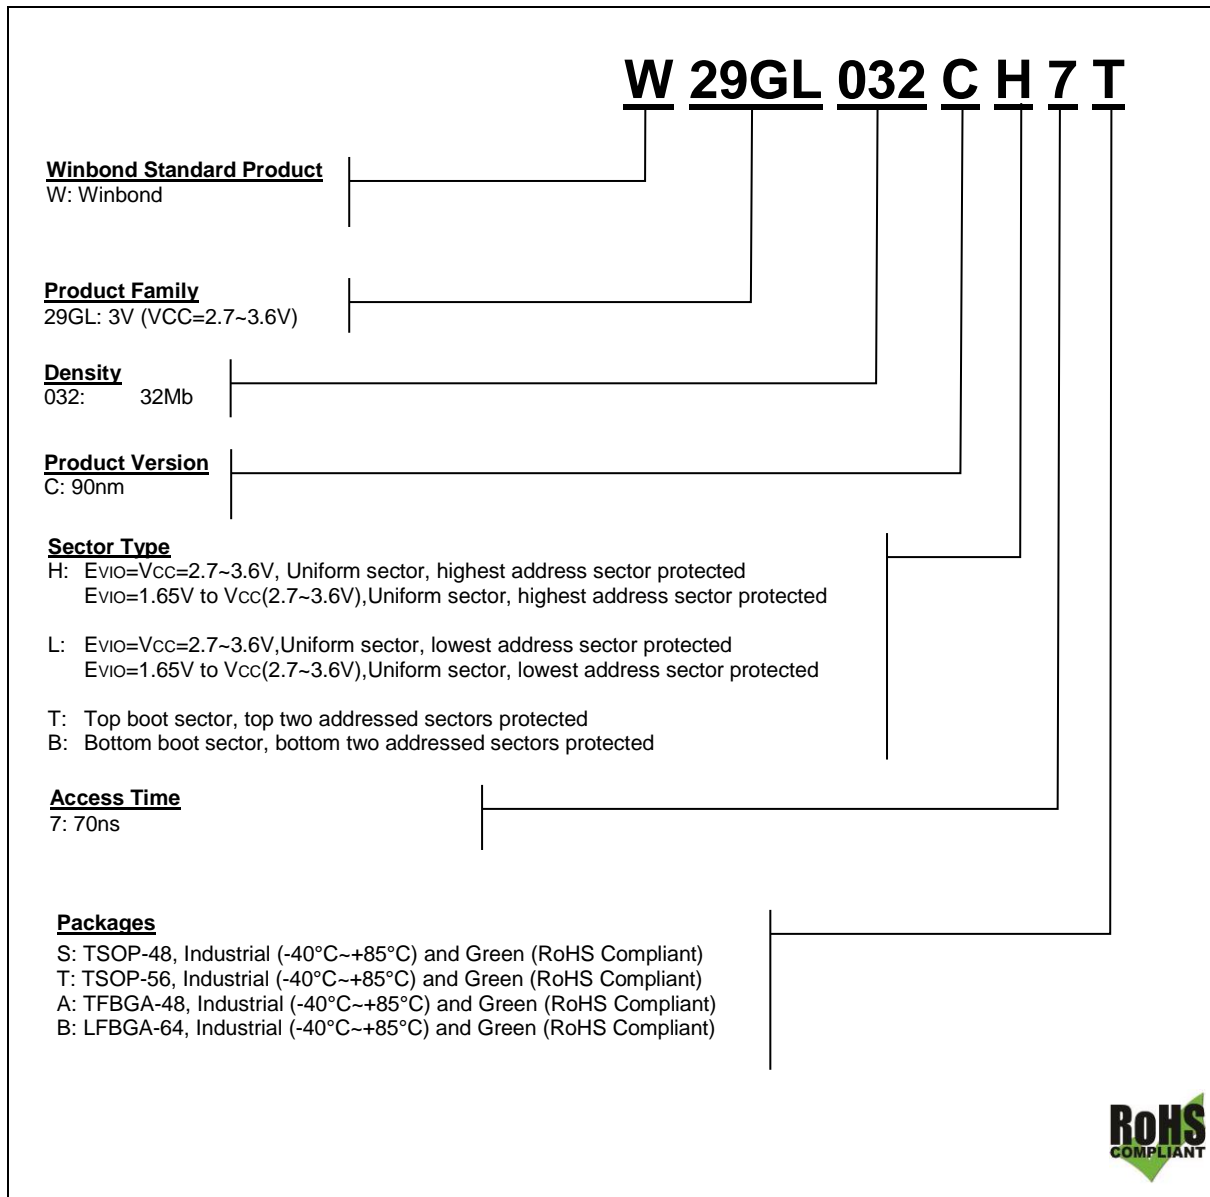 W 29GL 032 C H 7 T
Winbond Standard Product
W: Winbond
Product Family
29GL: 3V (VCC=2.7~3.6V)
Density
032: 32Mb
Product Version
C: 90nm
Sector Type
H: EVIO=VCC=2.7~3.6V, Uniform sector, highest address sector protected
EVIO=1.65V to VCC(2.7~3.6V),Uniform sector, highest address sector protected
L: EVIO=VCC=2.7~3.6V,Uniform sector, lowest address sector protected
EVIO=1.65V to VCC(2.7~3.6V),Uniform sector, lowest address sector protected
T: Top boot sector, top two addressed sectors protected
B: Bottom boot sector, bottom two addressed sectors protected
Access Time
7: 70ns
Packages
S: TSOP-48, Industrial (-40°C~+85°C) and Green (RoHS Compliant)
T: TSOP-56, Industrial (-40°C~+85°C) and Green (RoHS Compliant)
A: TFBGA-48, Industrial (-40°C~+85°C) and Green (RoHS Compliant)
B: LFBGA-64, Industrial (-40°C~+85°C) and Green (RoHS Compliant)
RoHS
COMPLIANT